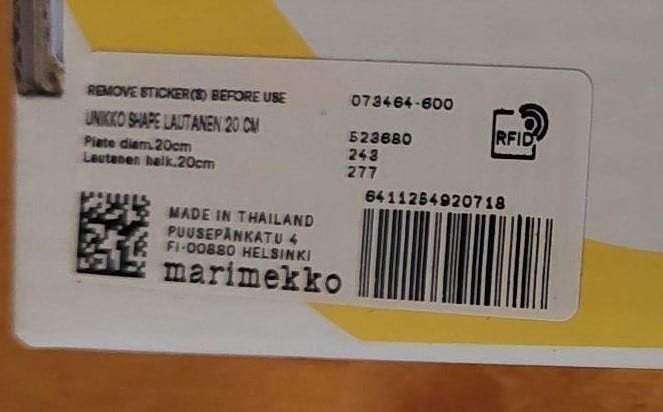 REMOVE STICKER(S) BEFORE USE
UNIKKO SHAPE LAUTANEN 20 CM
Plate diam.20cm
Lautanen halk.20cm
073464-600
523680
243
277
RFID
6411254920718
MADE IN THAILAND
PUUSEPÄNKATU 4
FI-00880 HELSINKI
marimekko